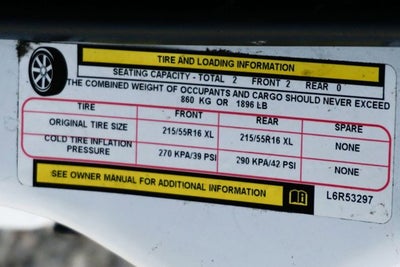 TIRE AND LOADING INFORMATION
SEATING CAPACITY - TOTAL 2 FRONT 2 REAR 0
THE COMBINED WEIGHT OF OCCUPANTS AND CARGO SHOULD NEVER EXCEED
860 KG OR 1896 LB
TIRE FRONT REAR SPARE
ORIGINAL TIRE SIZE 215/55R16 XL 215/55R16 XL NONE
COLD TIRE INFLATION
PRESSURE 270 KPA/39 PSI 290 KPA/42 PSI NONE
SEE OWNER MANUAL FOR ADDITIONAL INFORMATION
L6R53297